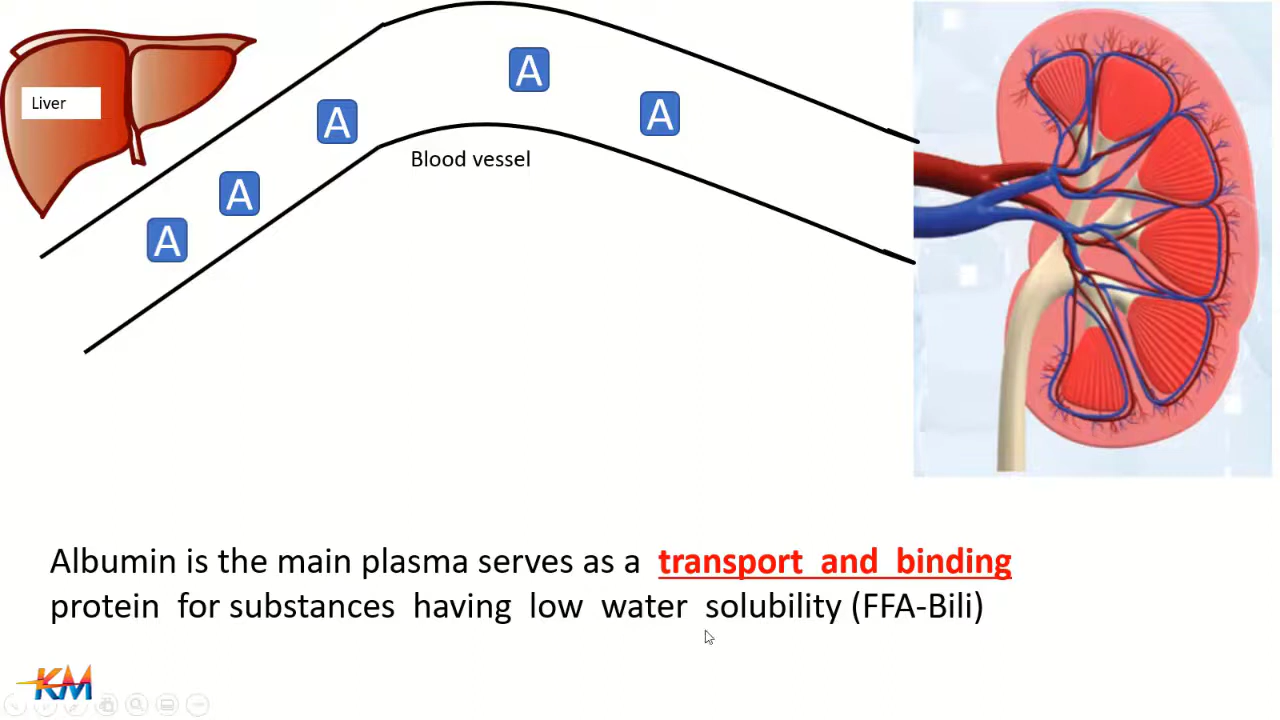 Liver
A
A
A
A
A
Blood vessel
Albumin is the main plasma serves as a transport and binding
protein for substances having low water solubility (FFA-Bili)
KM